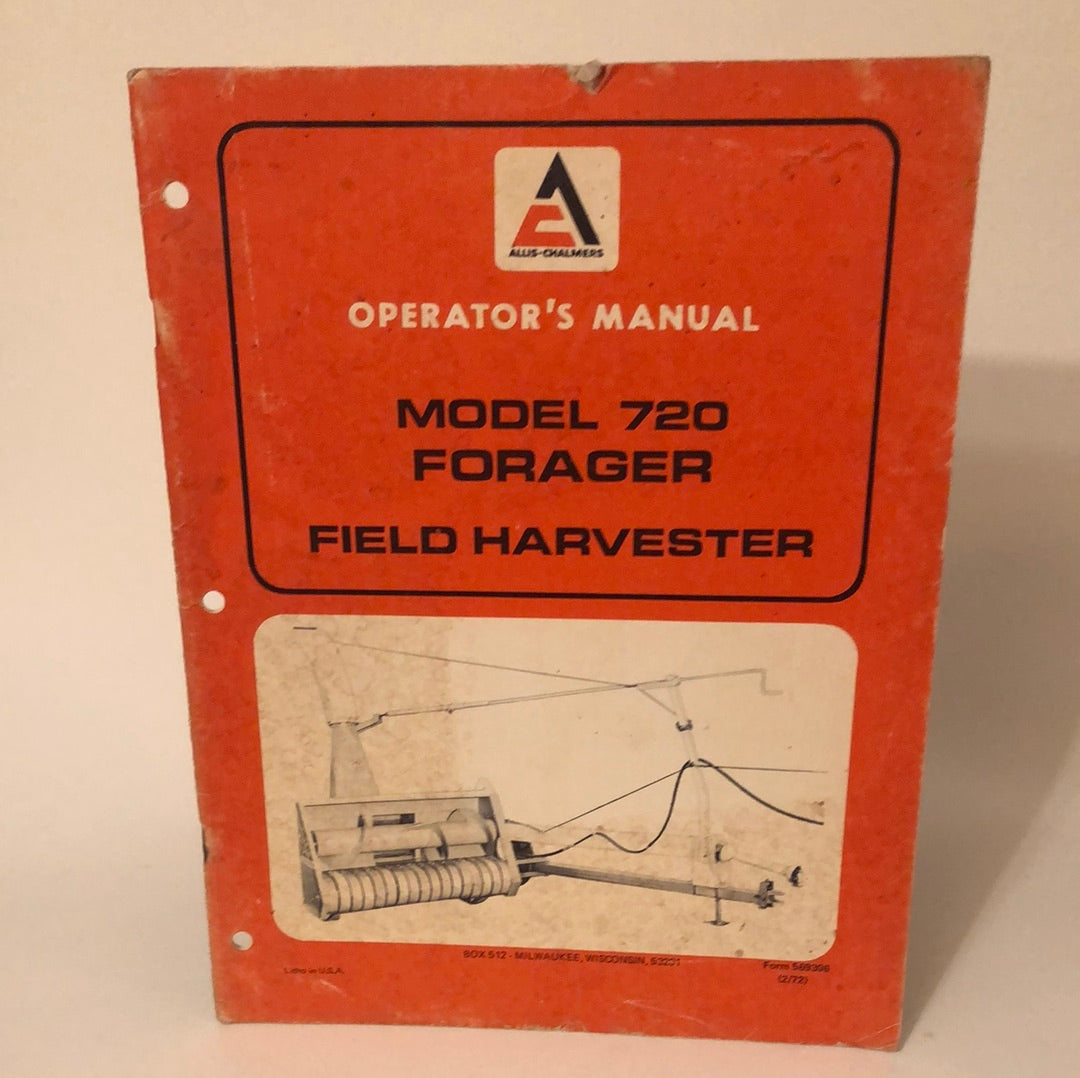 ALLIS-CHALMERS
OPERATOR'S MANUAL
MODEL 720
FORAGER
FIELD HARVESTER
BOX 512 - MILWAUKEE, WISCONSIN, 53201
Litho in U.S.A.
Form 569396
(2/72)